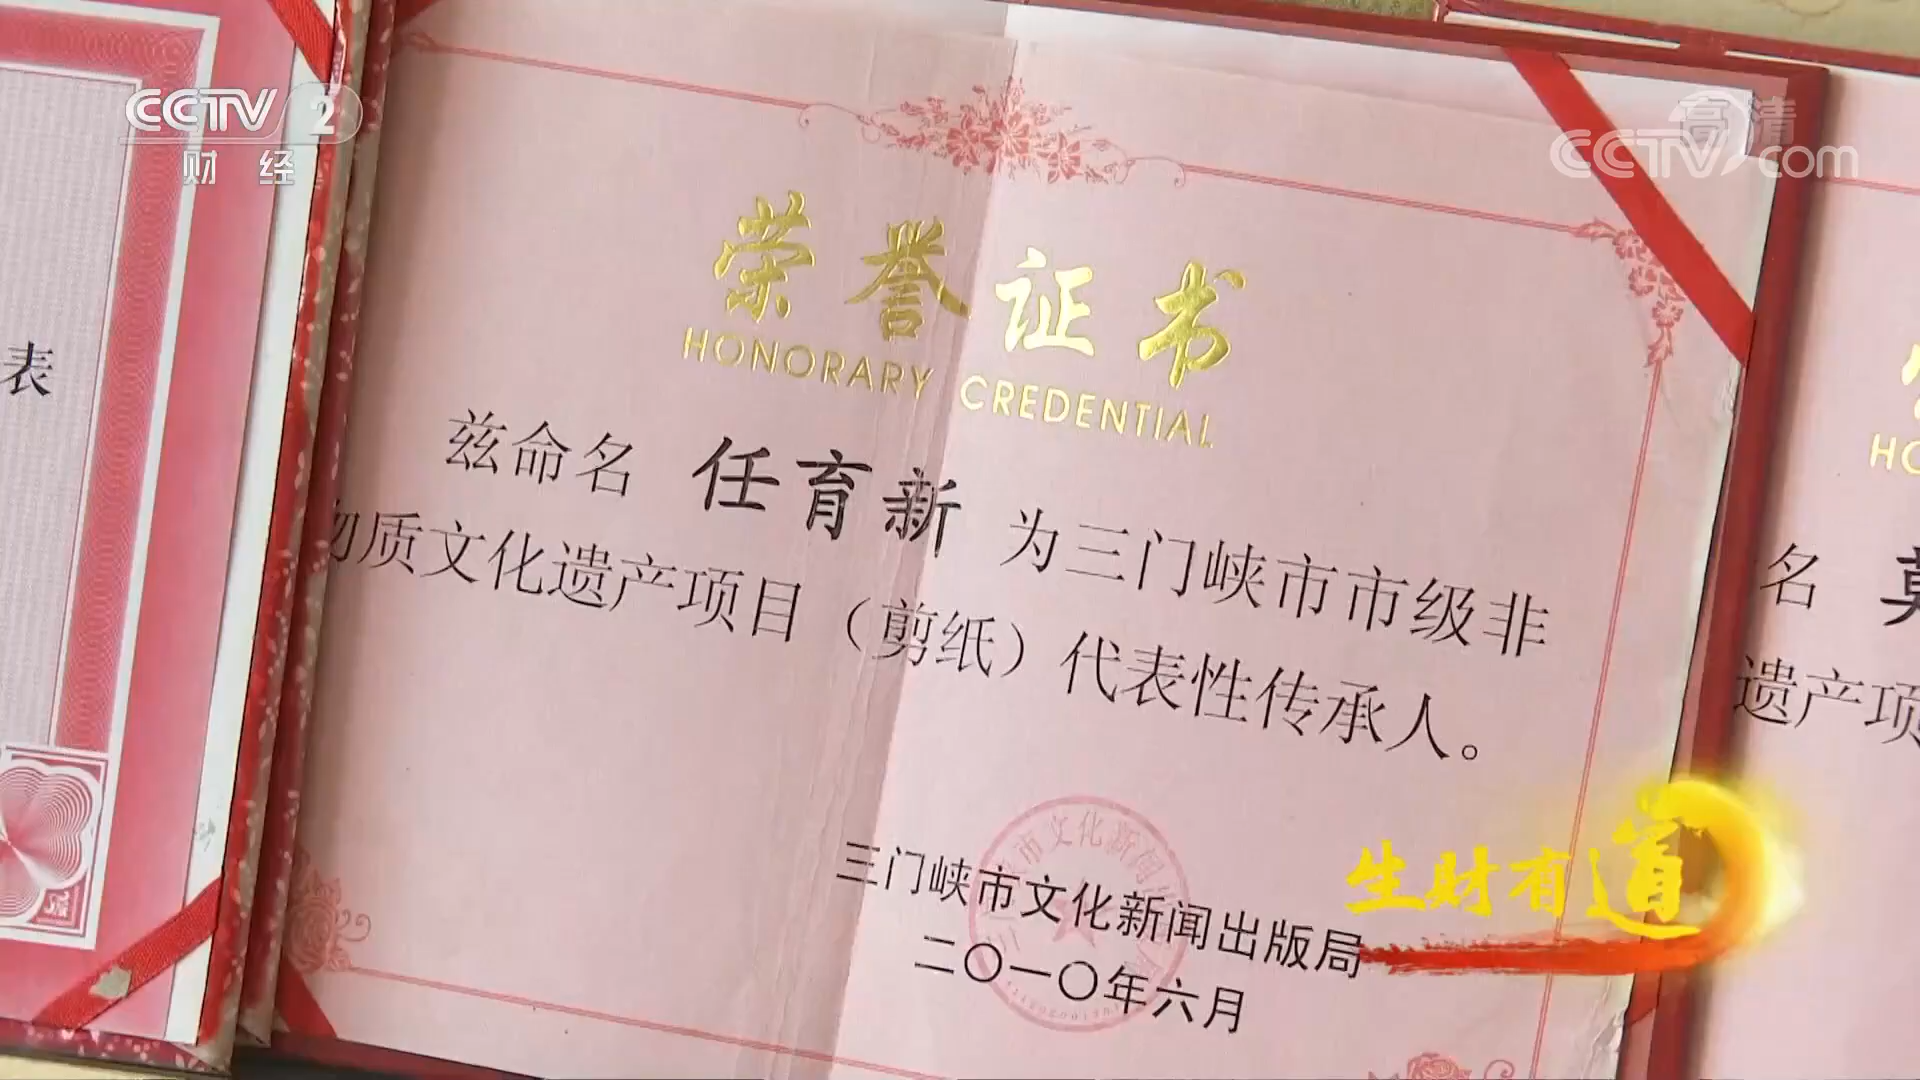 CCTV 2
财 经
高清
CCTV.com
表
荣誉证书
HONORARY CREDENTIAL
兹命名 任育新 为三门峡市市级非
物质文化遗产项目（剪纸）代表性传承人。
三门峡市文化新闻出版局
二〇一〇年六月
生财有道
HO
名
遗产项